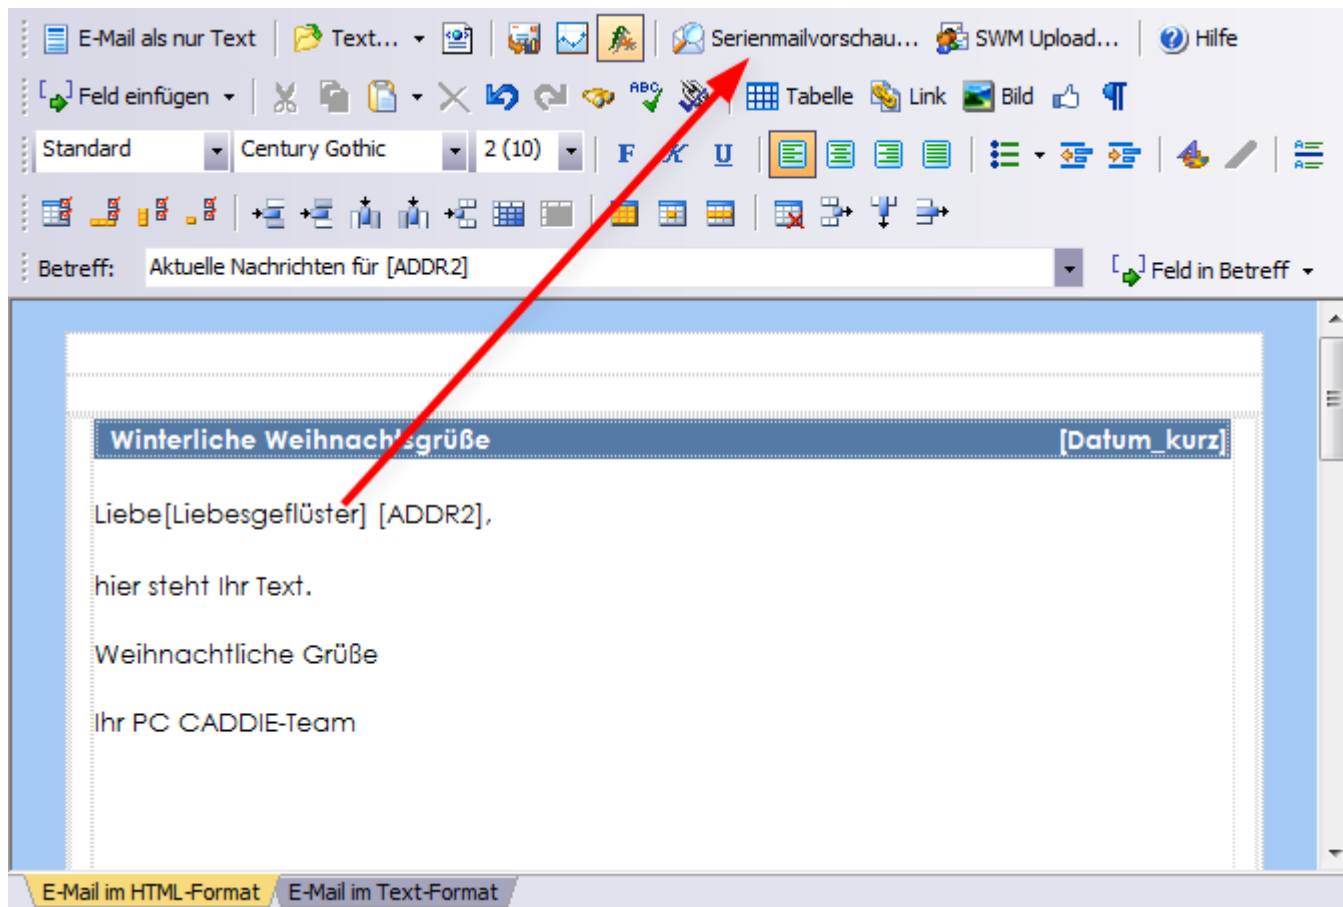 E-Mail als nur Text Text... Serienmailvorschau... SWM Upload... Hilfe
Feld einfügen ABC Tabelle Link Bild
Standard Century Gothic 2 (10) F K U
Betreff: Aktuelle Nachrichten für [ADDR2] Feld in Betreff
Winterliche Weihnachtsgrüße [Datum_kurz]
Liebe[Liebesgeflüster] [ADDR2],
hier steht Ihr Text.
Weihnachtliche Grüße
Ihr PC CADDIE-Team
E-Mail im HTML-Format E-Mail im Text-Format